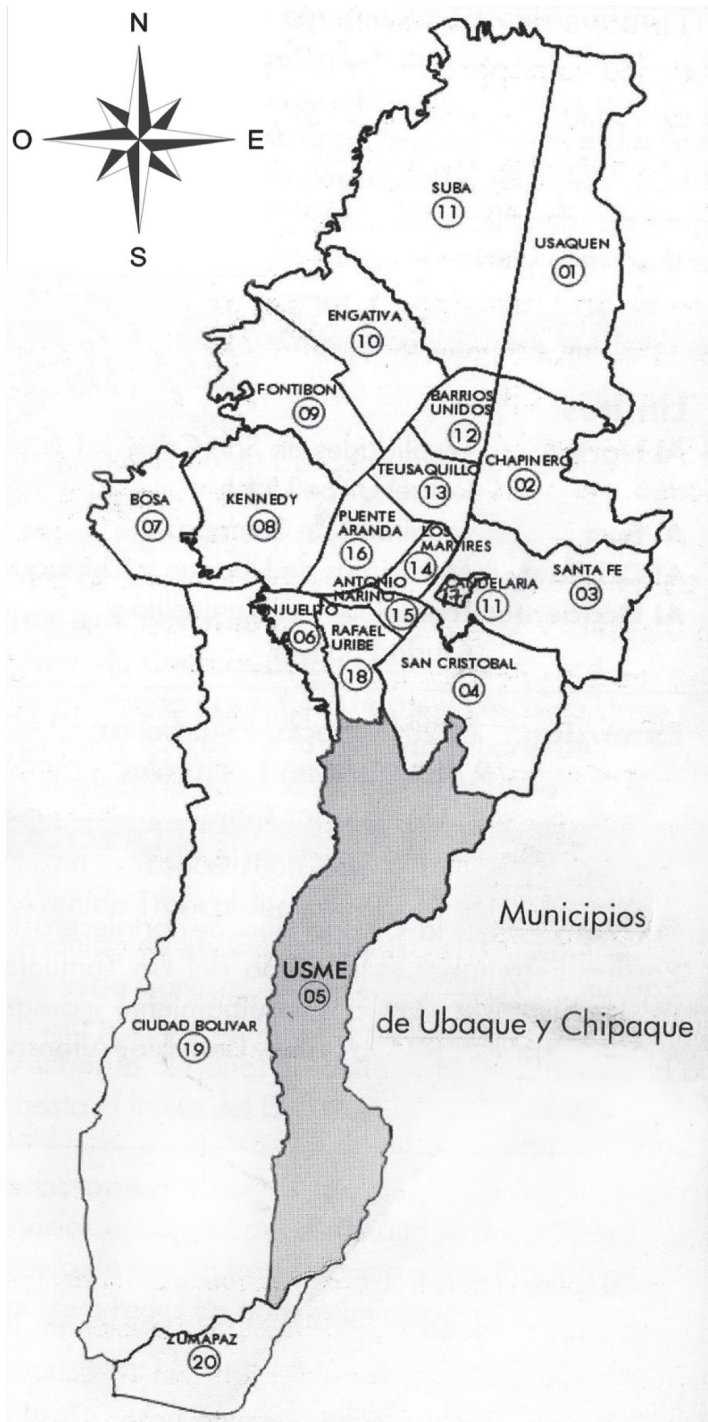 N
O
E
S
SUBA
11
USAQUEN
01
ENGATIVA
10
FONTIBON
09
BARRIOS
UNIDOS
12
TEUSAQUILLO
13
CHAPINERO
02
BOSA
07
KENNEDY
08
PUENTE
ARANDA
16
LOS
MARTIRES
14
SANTA FE
03
CANDELARIA
11
ANTONIO
NARIÑO
15
06
RAFAEL
URIBE
18
SAN CRISTOBAL
04
USME
05
Municipios
de Ubaque y Chipaque
CIUDAD BOLIVAR
19
ZUMAPAZ
20